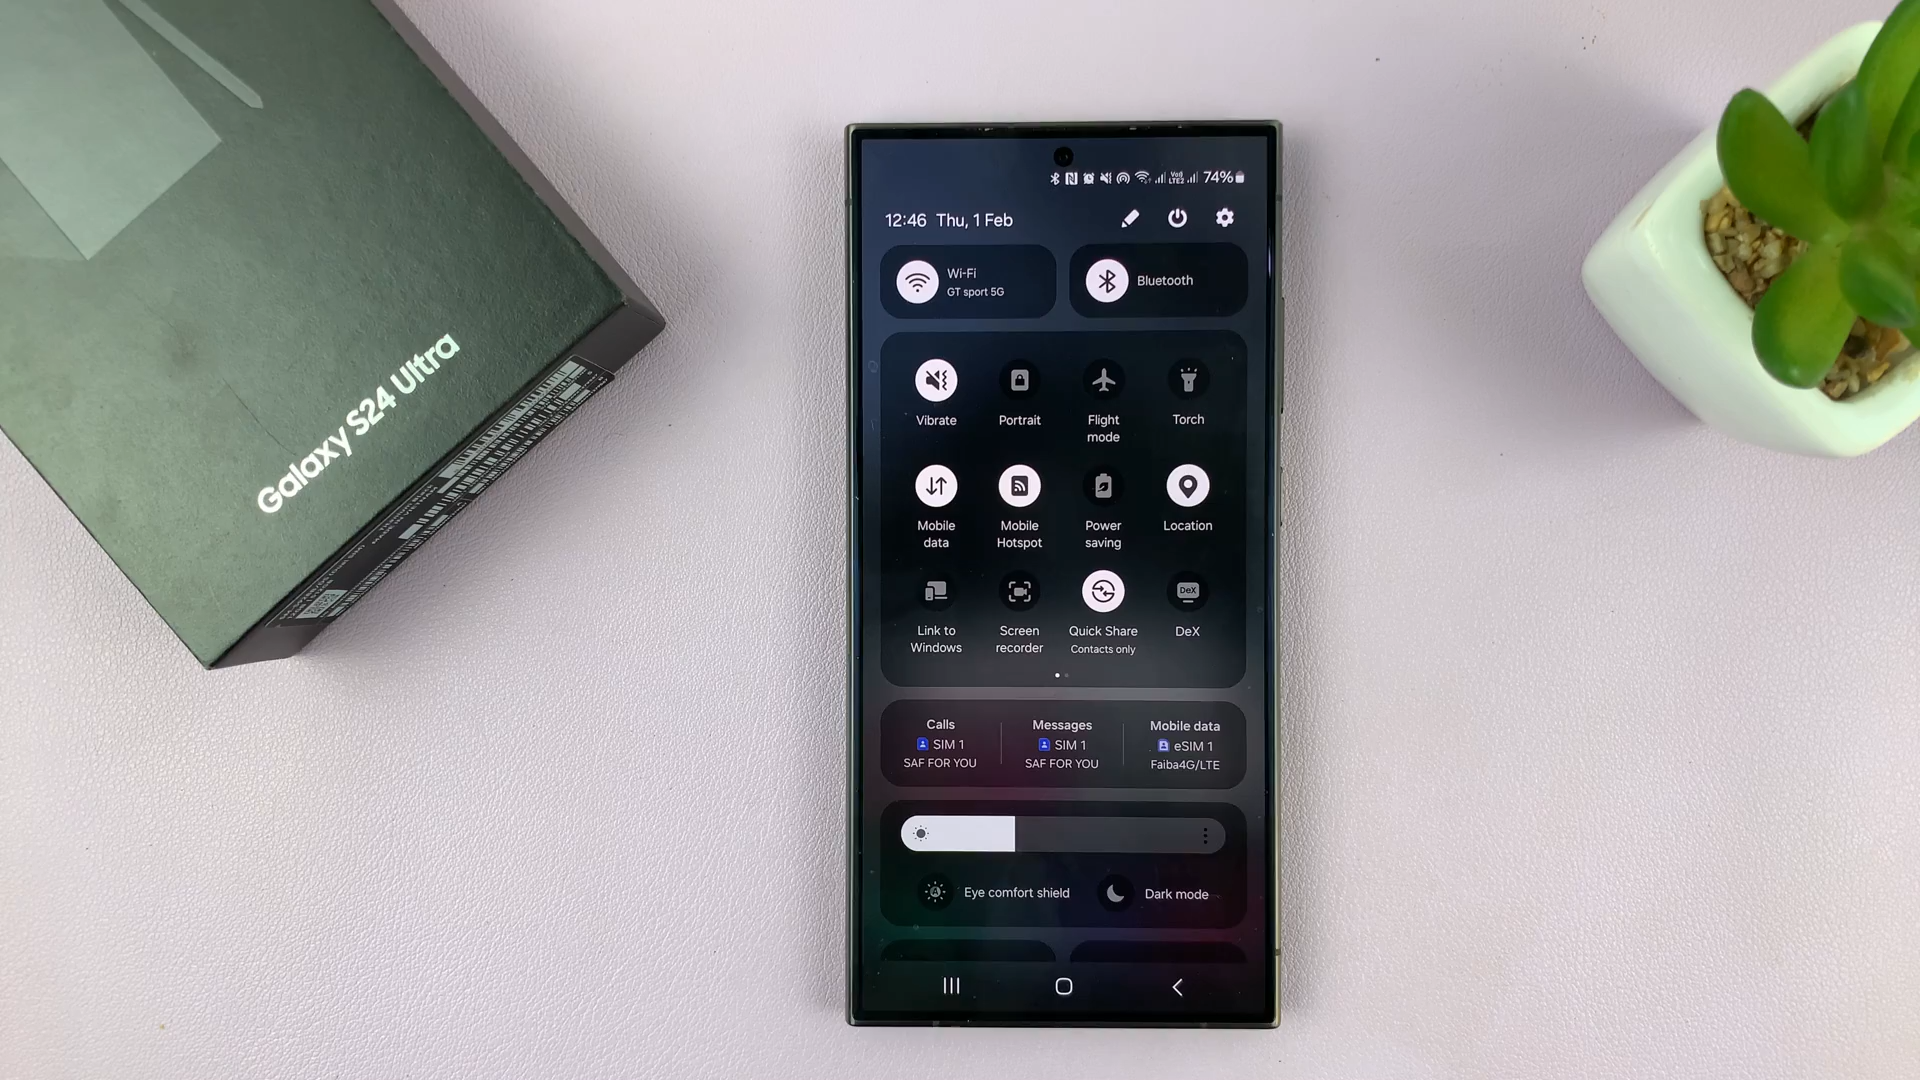 Galaxy S24 Ultra
74%
12:46 Thu, 1 Feb
Wi-Fi
GT sport 5G
Bluetooth
Vibrate
Portrait
Flight
mode
Torch
Mobile
data
Mobile
Hotspot
Power
saving
Location
Link to
Windows
Screen
recorder
Quick Share
Contacts only
DeX
DeX
Calls
SIM 1
SAF FOR YOU
Messages
SIM 1
SAF FOR YOU
Mobile data
eSIM 1
Faiba4G/LTE
Eye comfort shield
Dark mode